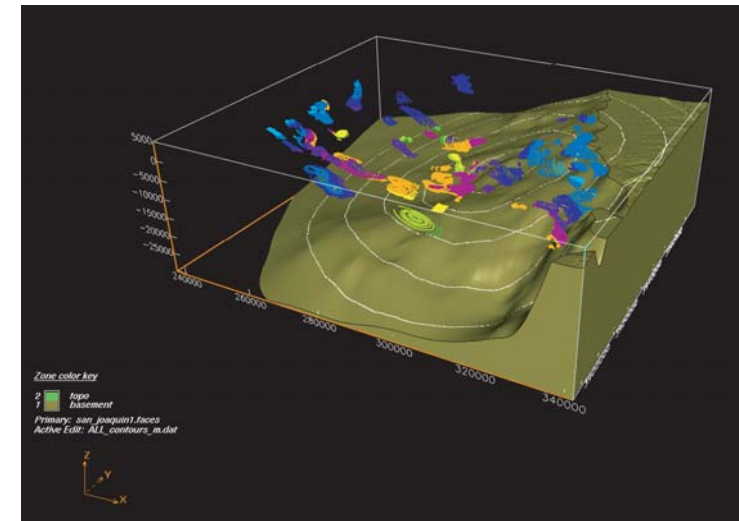 5000
0
-5000
-10000
-15000
-20000
-25000
240000
260000
280000
300000
320000
340000
Zone color key
2 topo
1 basement
Primary: san_joaquin1.faces
Active Edit: ALL_contours_m.dat
Z
Y
X